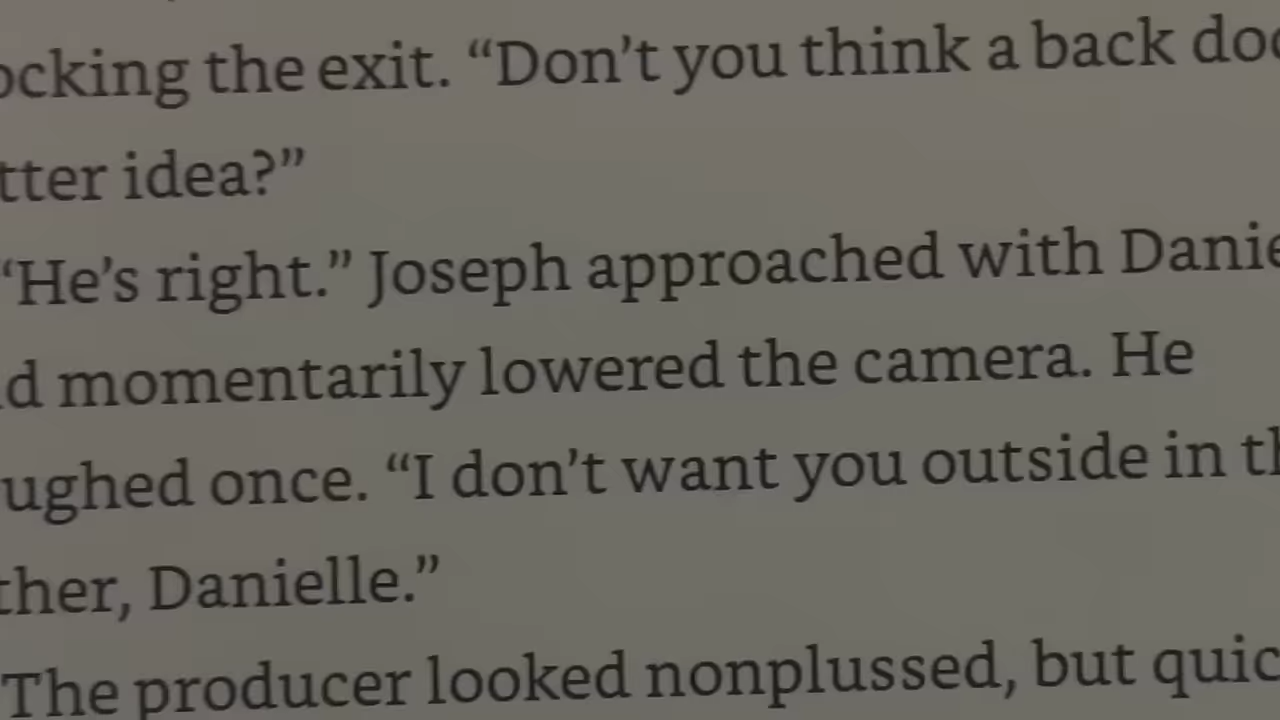 ocking the exit. “Don’t you think a back doo
tter idea?”
“He’s right.” Joseph approached with Danie
d momentarily lowered the camera. He
ughed once. “I don’t want you outside in th
ther, Danielle.”
The producer looked nonplussed, but quic